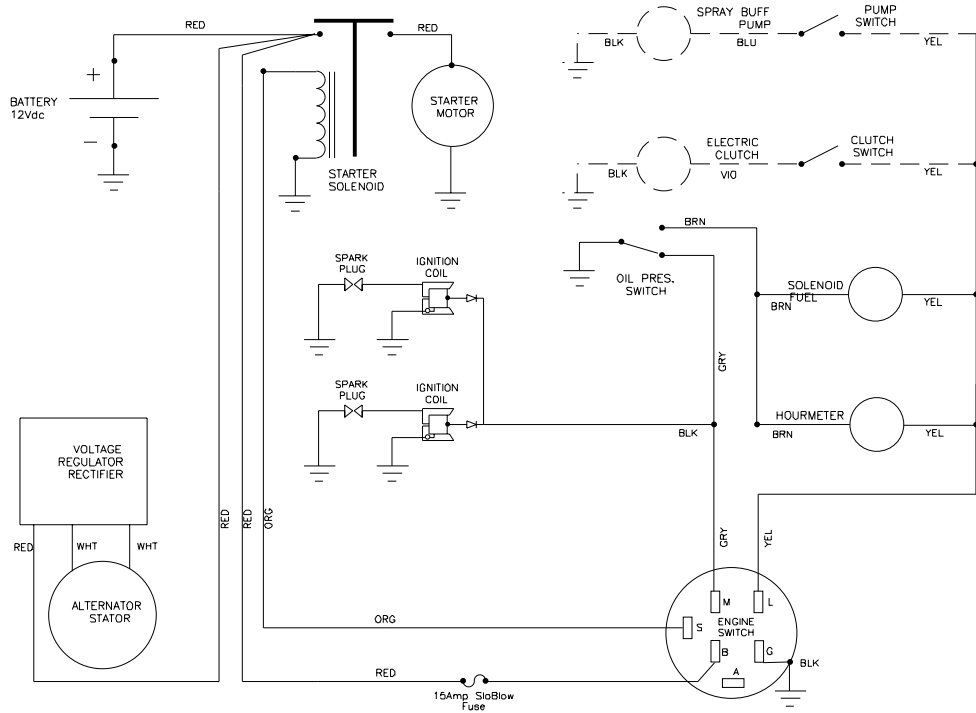 RED
RED
SPRAY BUFF
PUMP
PUMP
SWITCH
BLK
BLU
YEL
+
BATTERY
12Vdc
−
STARTER
MOTOR
STARTER
SOLENOID
ELECTRIC
CLUTCH
CLUTCH
SWITCH
BLK
VIO
YEL
BRN
OIL PRES.
SWITCH
SPARK
PLUG
IGNITION
COIL
SOLENOID
FUEL
BRN
YEL
GRY
SPARK
PLUG
IGNITION
COIL
HOURMETER
BLK
BRN
YEL
VOLTAGE
REGULATOR
RECTIFIER
RED
RED
ORG
GRY
YEL
RED
WHT
WHT
ALTERNATOR
STATOR
ORG
M
L
S
ENGINE
SWITCH
B
G
A
BLK
RED
15Amp SloBlow
Fuse